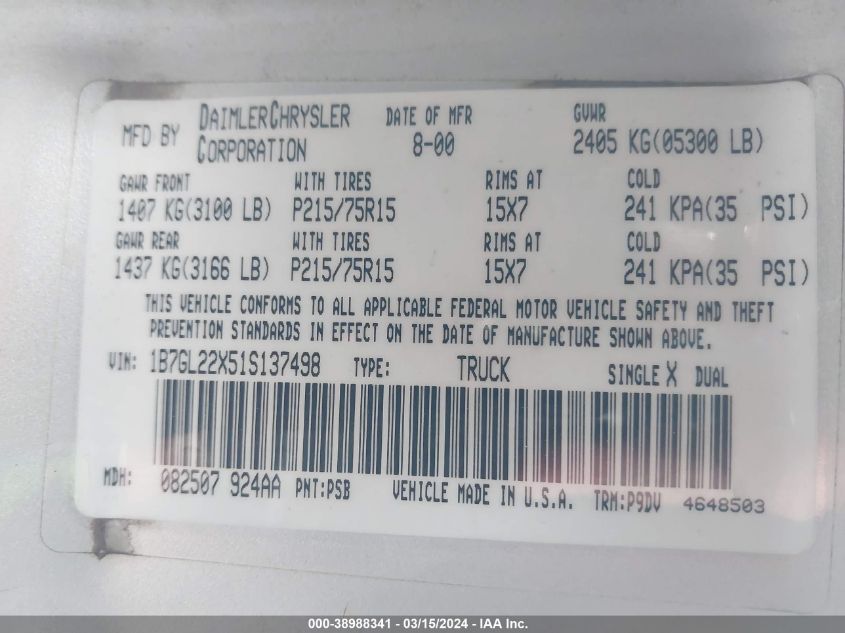 MFD BY DAIMLERCHRYSLER CORPORATION DATE OF MFR 8-00 GVWR 2405 KG(05300 LB)
GAWR FRONT WITH TIRES RIMS AT COLD
1407 KG(3100 LB) P215/75R15 15X7 241 KPA(35 PSI)
GAWR REAR WITH TIRES RIMS AT COLD
1437 KG(3166 LB) P215/75R15 15X7 241 KPA(35 PSI)
THIS VEHICLE CONFORMS TO ALL APPLICABLE FEDERAL MOTOR VEHICLE SAFETY AND THEFT
PREVENTION STANDARDS IN EFFECT ON THE DATE OF MANUFACTURE SHOWN ABOVE.
VIN: 1B7GL22X51S137498 TYPE: TRUCK SINGLE X DUAL
MDH: 082507 924AA PNT:PSB VEHICLE MADE IN U.S.A. TRM:P9DV 4648503
000-38988341 - 03/15/2024 - IAA Inc.